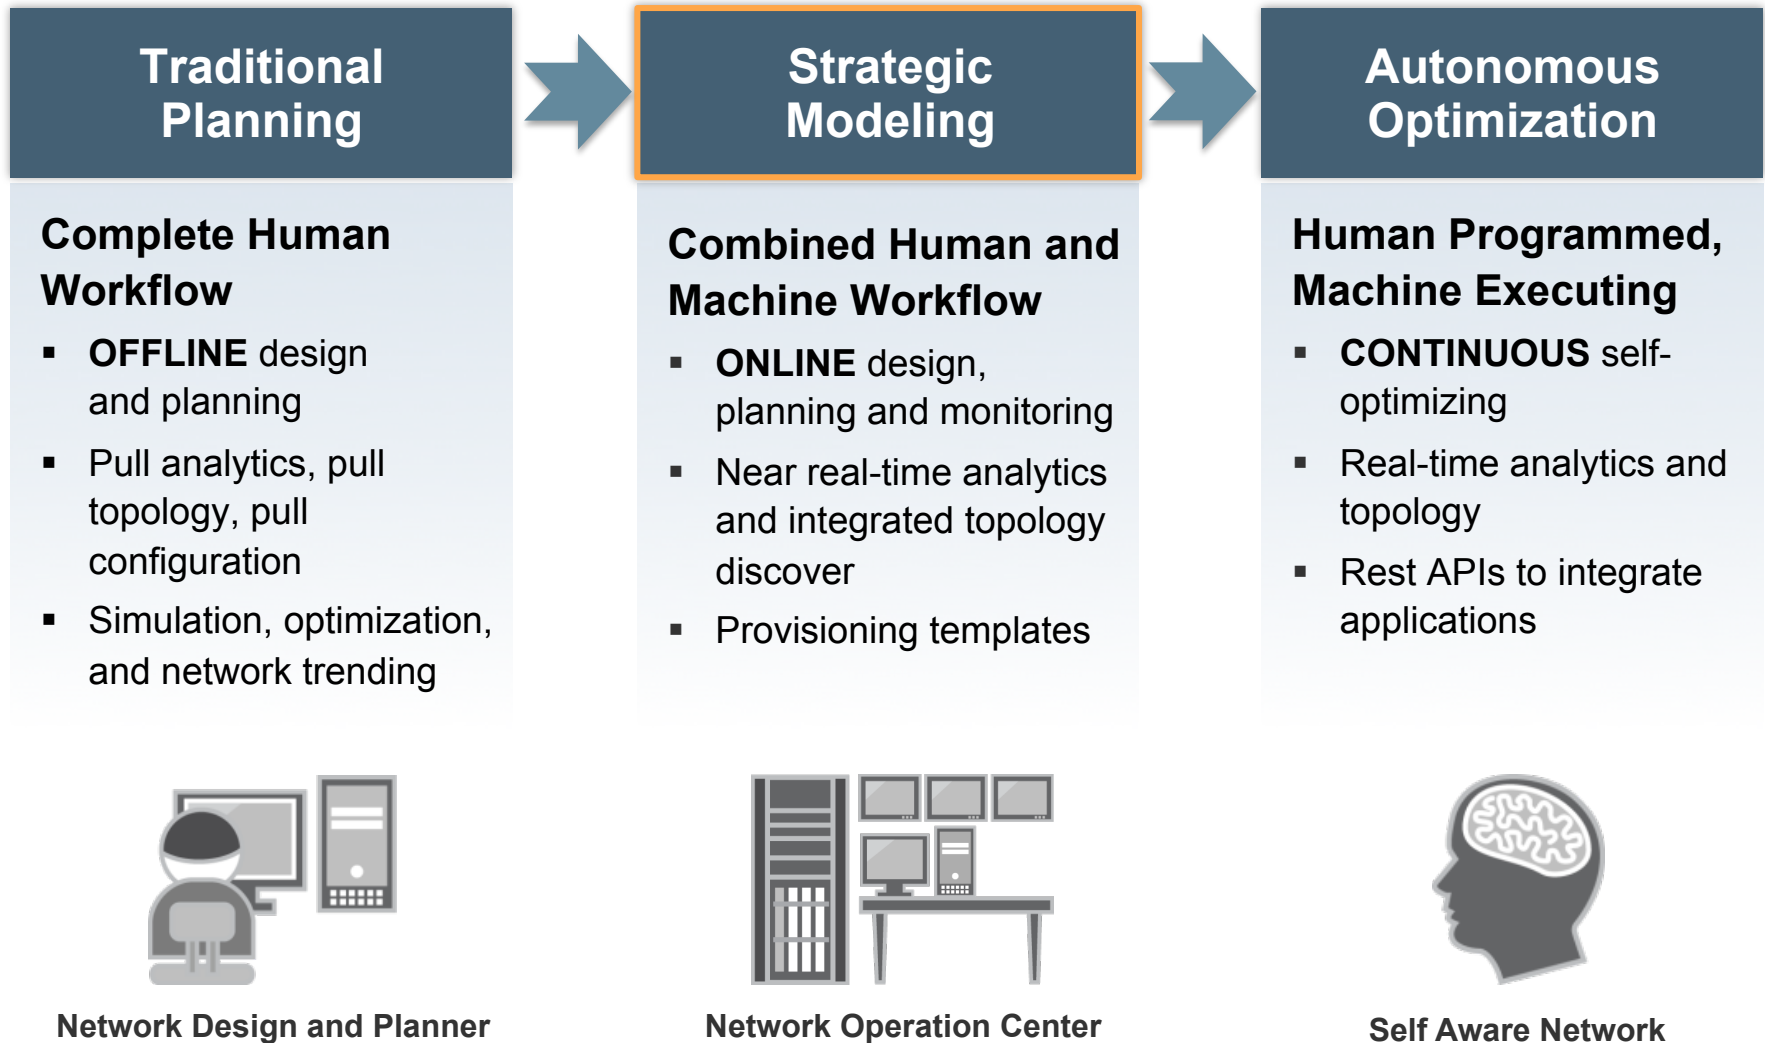 Traditional
Planning
Strategic
Modeling
Autonomous
Optimization
Complete Human
Workflow
▪ OFFLINE design
and planning
▪ Pull analytics, pull
topology, pull
configuration
▪ Simulation, optimization,
and network trending
Combined Human and
Machine Workflow
▪ ONLINE design,
planning and monitoring
▪ Near real-time analytics
and integrated topology
discover
▪ Provisioning templates
Human Programmed,
Machine Executing
▪ CONTINUOUS self-
optimizing
▪ Real-time analytics and
topology
▪ Rest APIs to integrate
applications
Network Design and Planner
Network Operation Center
Self Aware Network